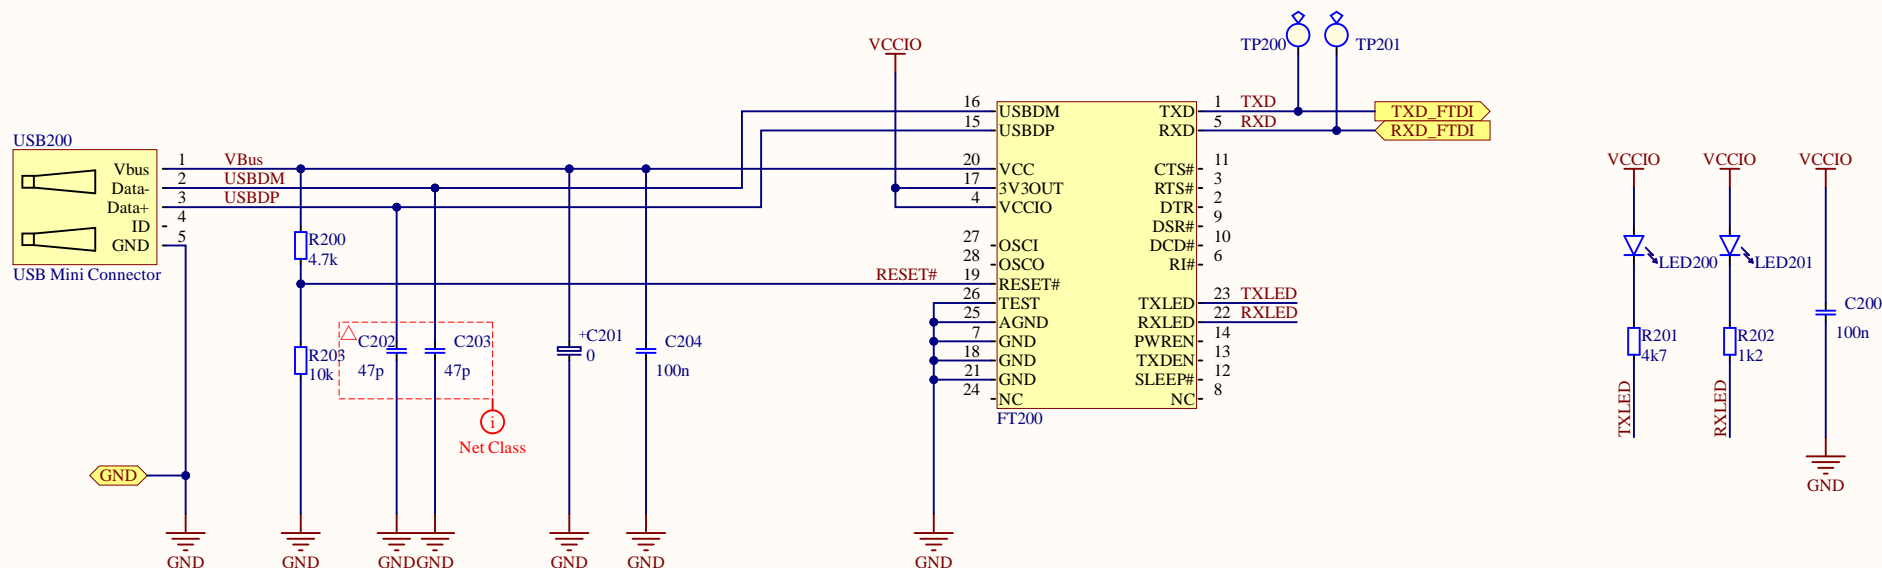 USB200
Vbus
Data-
Data+
ID
GND
1
2
3
4
5
USB Mini Connector
VBus
USBDM
USBDP
GND
GND
R200
4.7k
R203
10k
GND
C202
47p
C203
47p
i
Net Class
GND
GND
+C201
0
GND
C204
100n
GND
RESET#
VCCIO
16 USBDM
15 USBDP
20 VCC
17 3V3OUT
4 VCCIO
27 OSCI
28 OSCO
19 RESET#
26 TEST
25 AGND
7 GND
18 GND
21 GND
24 NC
FT200
GND
TXD 1 TXD
RXD 5 RXD
CTS# 11
RTS# 3
DTR 2
DSR# 9
DCD# 10
RI# 6
TXLED 23 TXLED
RXLED 22 RXLED
PWREN 14
TXDEN 13
SLEEP# 12
NC 8
TP200
TP201
TXD_FTDI
RXD_FTDI
VCCIO
LED200
R201
4k7
TXLED
VCCIO
LED201
R202
1k2
RXLED
VCCIO
C200
100n
GND